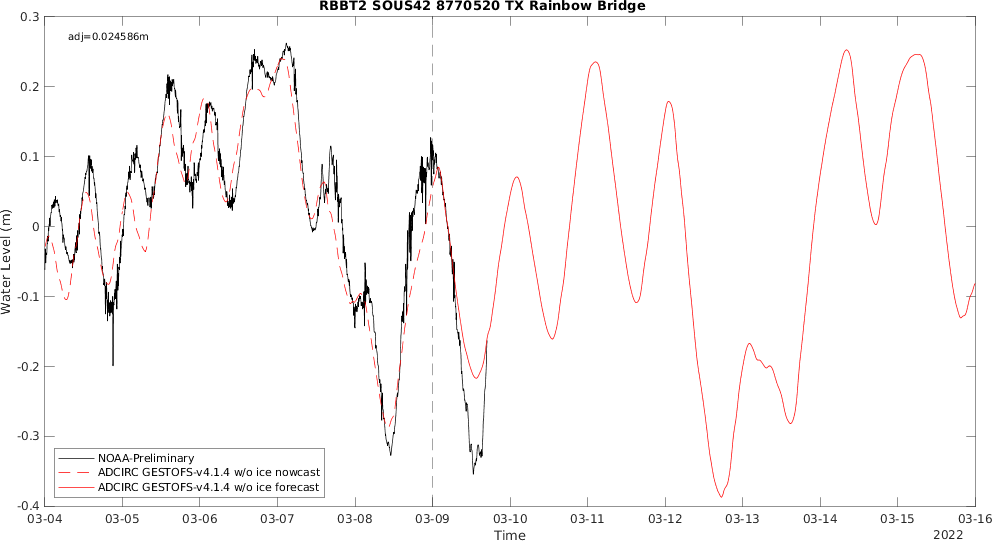 RBBT2 SOUS42 8770520 TX Rainbow Bridge
adj=0.024586m
0.3
0.2
0.1
0
-0.1
-0.2
-0.3
-0.4
Water Level (m)
NOAA-Preliminary
ADCIRC GESTOFS-v4.1.4 w/o ice nowcast
ADCIRC GESTOFS-v4.1.4 w/o ice forecast
03-04 03-05 03-06 03-07 03-08 03-09 03-10 03-11 03-12 03-13 03-14 03-15 03-16
Time
2022